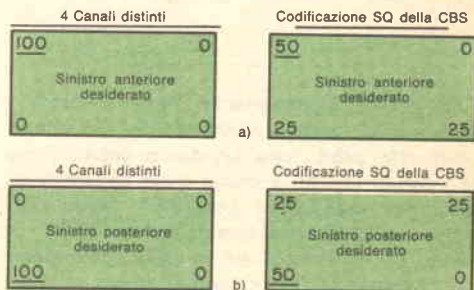 4 Canali distinti
100 0
Sinistro anteriore
desiderato
0 0
a)
Codificazione SQ della CBS
50 0
Sinistro anteriore
desiderato
25 25
4 Canali distinti
0 0
Sinistro posteriore
desiderato
100 0
b)
Codificazione SQ della CBS
25 25
Sinistro posteriore
desiderato
50 0